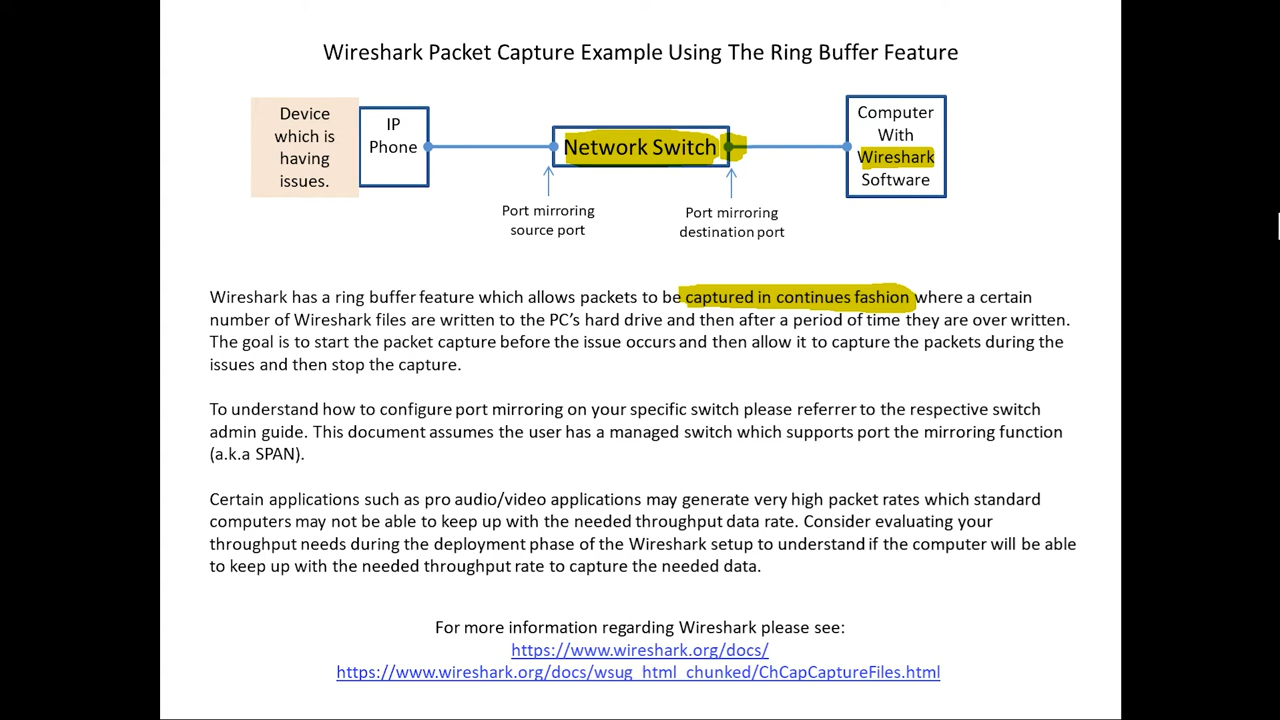 Wireshark Packet Capture Example Using The Ring Buffer Feature
Device
which is
having
issues.
IP
Phone
Network Switch
Computer
With
Wireshark
Software
Port mirroring
source port
Port mirroring
destination port
Wireshark has a ring buffer feature which allows packets to be captured in continues fashion where a certain
number of Wireshark files are written to the PC's hard drive and then after a period of time they are over written.
The goal is to start the packet capture before the issue occurs and then allow it to capture the packets during the
issues and then stop the capture.
To understand how to configure port mirroring on your specific switch please referrer to the respective switch
admin guide. This document assumes the user has a managed switch which supports port the mirroring function
(a.k.a SPAN).
Certain applications such as pro audio/video applications may generate very high packet rates which standard
computers may not be able to keep up with the needed throughput data rate. Consider evaluating your
throughput needs during the deployment phase of the Wireshark setup to understand if the computer will be able
to keep up with the needed throughput rate to capture the needed data.
For more information regarding Wireshark please see:
https://www.wireshark.org/docs/
https://www.wireshark.org/docs/wsug_html_chunked/ChCapCaptureFiles.html